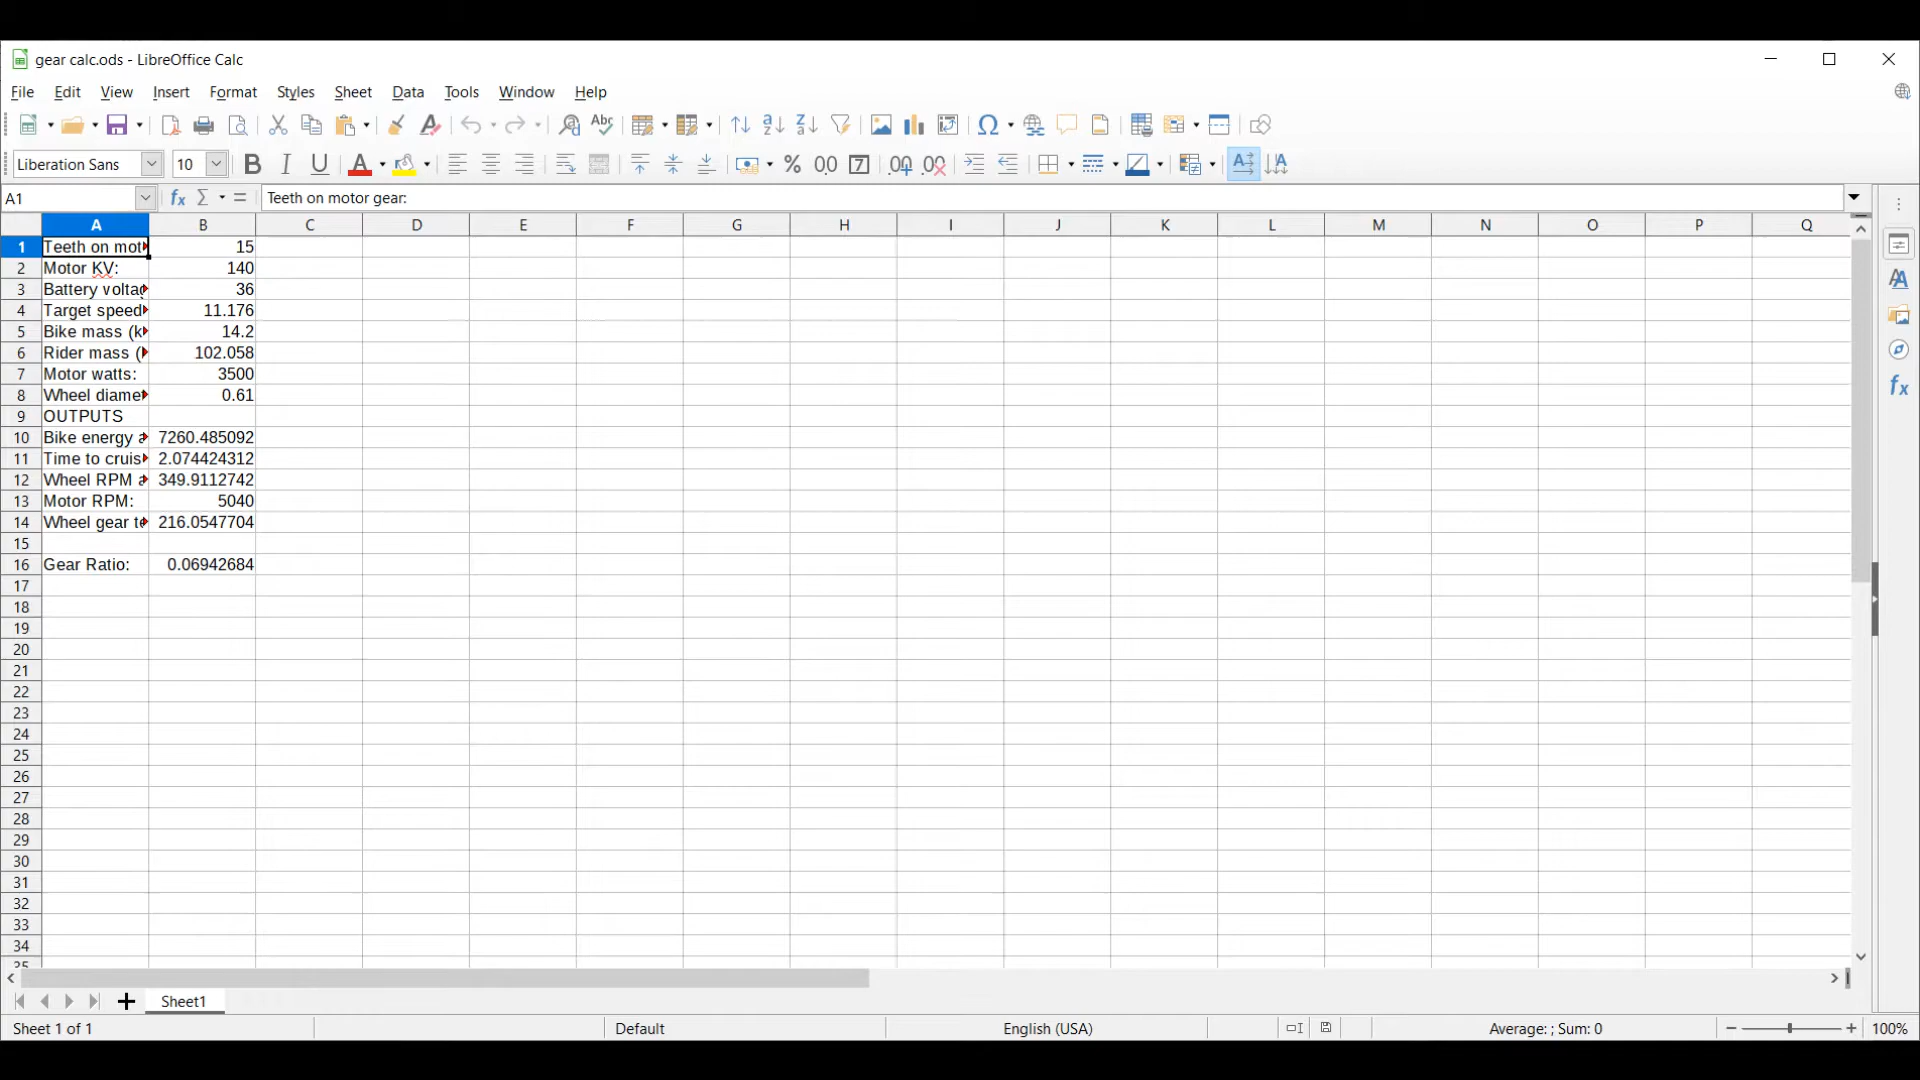 gear calc.ods - LibreOffice Calc
File Edit View Insert Format Styles Sheet Data Tools Window Help
Liberation Sans 10
A1 Teeth on motor gear:
A B C D E F G H I J K L M N O P Q
1 Teeth on mot 15
2 Motor KV: 140
3 Battery voltag 36
4 Target speed 11.176
5 Bike mass (k 14.2
6 Rider mass ( 102.058
7 Motor watts: 3500
8 Wheel diamet 0.61
9 OUTPUTS
10 Bike energy a 7260.485092
11 Time to cruis 2.074424312
12 Wheel RPM a 349.9112742
13 Motor RPM: 5040
14 Wheel gear te 216.0547704
15
16 Gear Ratio: 0.06942684
17
18
19
20
21
22
23
24
25
26
27
28
29
30
31
32
33
34
35
Sheet1
Sheet 1 of 1 Default English (USA) Average: ; Sum: 0 100%